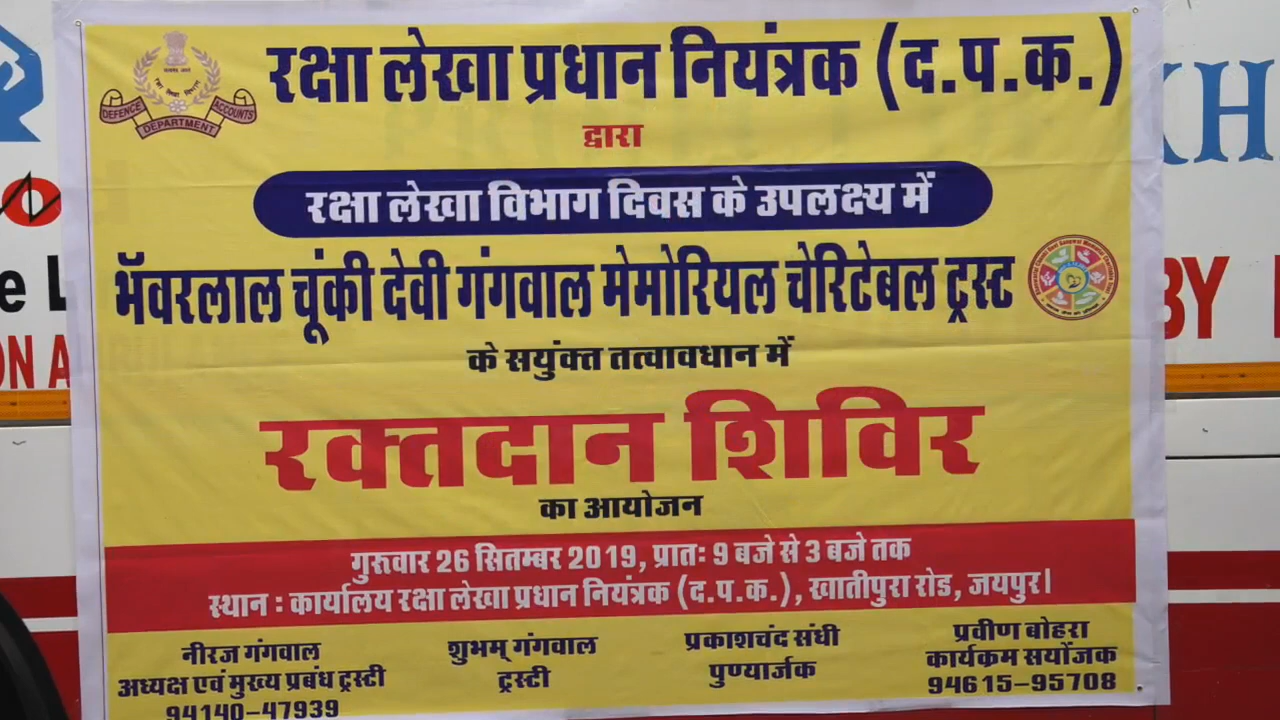 रक्षा लेखा प्रधान नियंत्रक (द.प.क.)
DEFENCE ACCOUNTS
DEPARTMENT
द्वारा
रक्षा लेखा विभाग दिवस के उपलक्ष्य में
भॅवरलाल चूंकी देवी गंगवाल मेमोरियल चेरिटेबल ट्रस्ट
के सयुंक्त तत्वावधान में
रक्तदान शिविर
का आयोजन
गुरूवार 26 सितम्बर 2019, प्रातः 9 बजे से 3 बजे तक
स्थान : कार्यालय रक्षा लेखा प्रधान नियंत्रक (द.प.क.), खातीपुरा रोड, जयपुर।
नीरज गंगवाल
अध्यक्ष एवं मुख्य प्रबंध ट्रस्टी
94140-47939
शुभम् गंगवाल
ट्रस्टी
प्रकाशचंद संघी
पुण्यार्जक
प्रवीण बोहरा
कार्यक्रम सयोंजक
94615-95708
KH
BY
e L
ON A